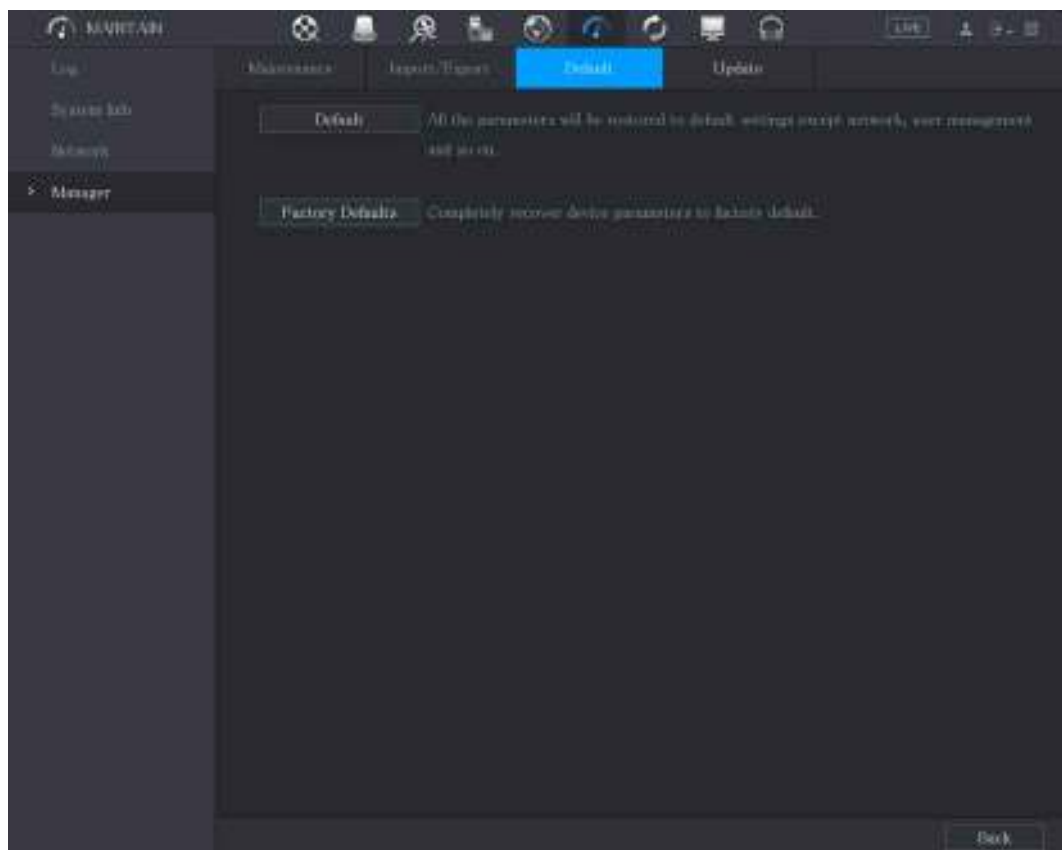 MAINTAIN
LIVE
Log
System Info
Network
Manager
Maintenance Import/Export Default Update
Default All the parameters will be restored to default settings except network, user management
and so on.
Factory Defaults Completely recover device parameters to factory default.
Back